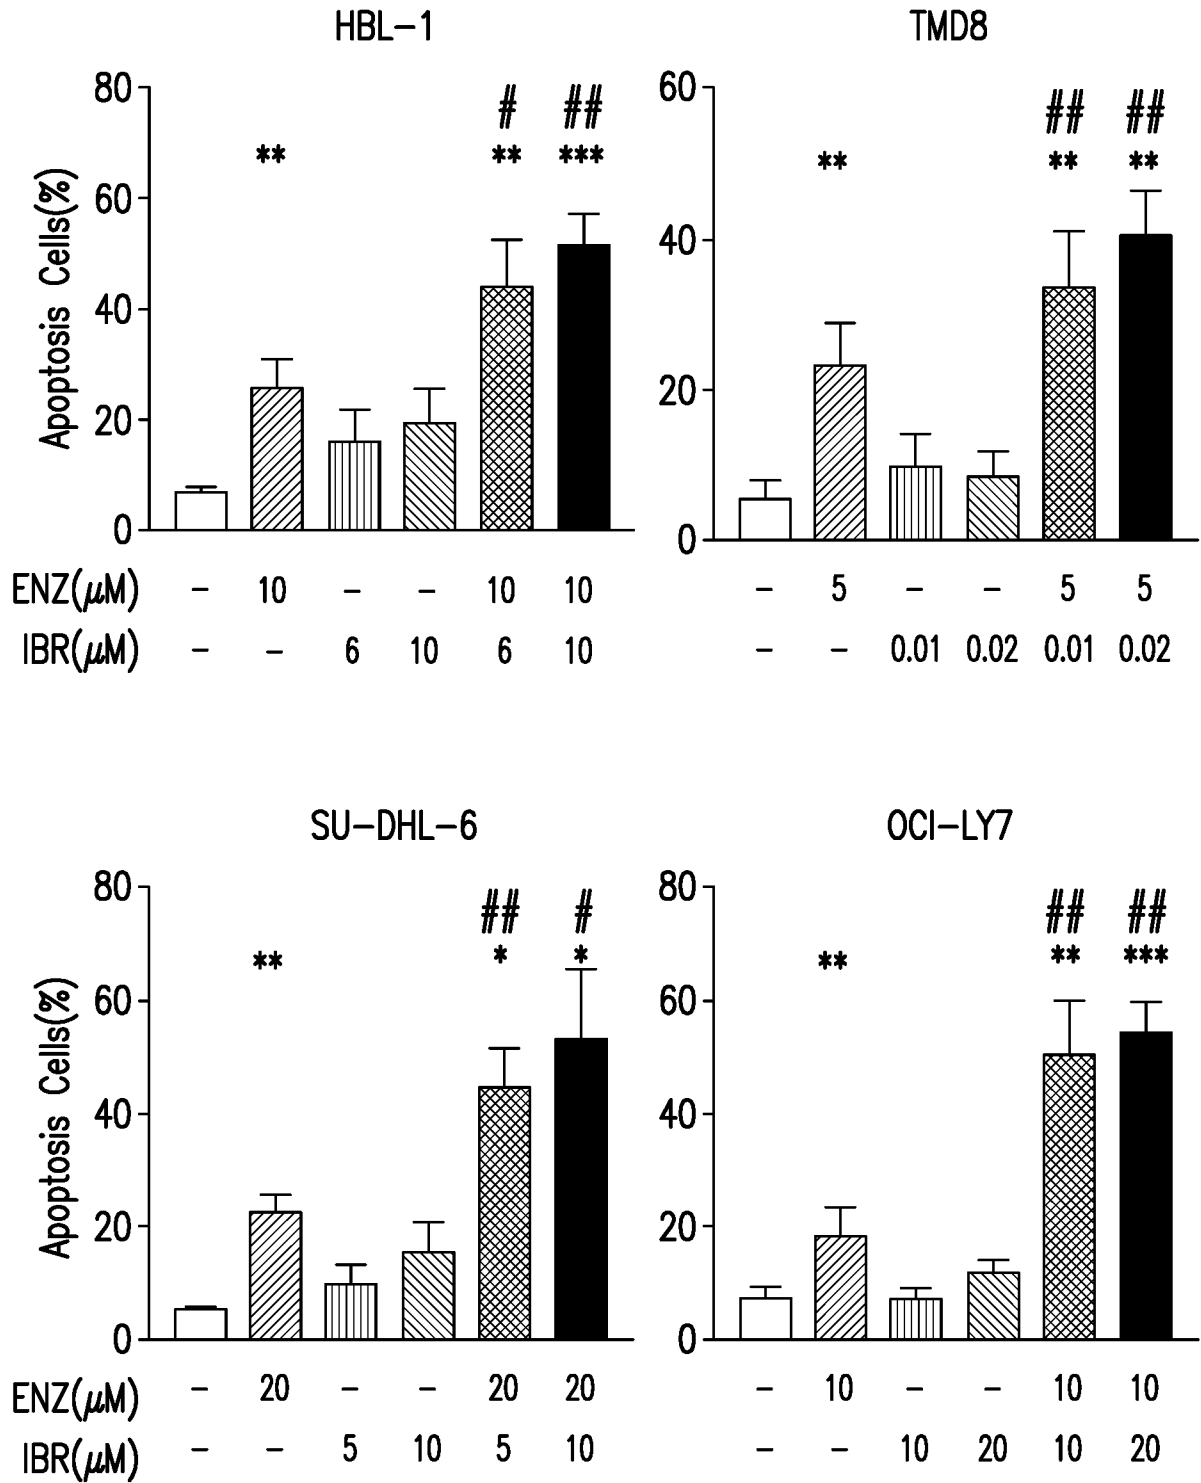 HBL-1
TMD8
80
60
40
20
0
Apoptosis Cells(%)
#
##
**
**
***
ENZ(μM) - 10 - - 10 10
IBR(μM) - - 6 10 6 10
60
40
20
0
##
##
**
**
**
- 5 - - 5 5
- - 0.01 0.02 0.01 0.02
SU-DHL-6
OCI-LY7
80
60
40
20
0
Apoptosis Cells(%)
##
#
**
*
*
ENZ(μM) - 20 - - 20 20
IBR(μM) - - 5 10 5 10
80
60
40
20
0
##
##
**
**
***
- 10 - - 10 10
- - 10 20 10 20